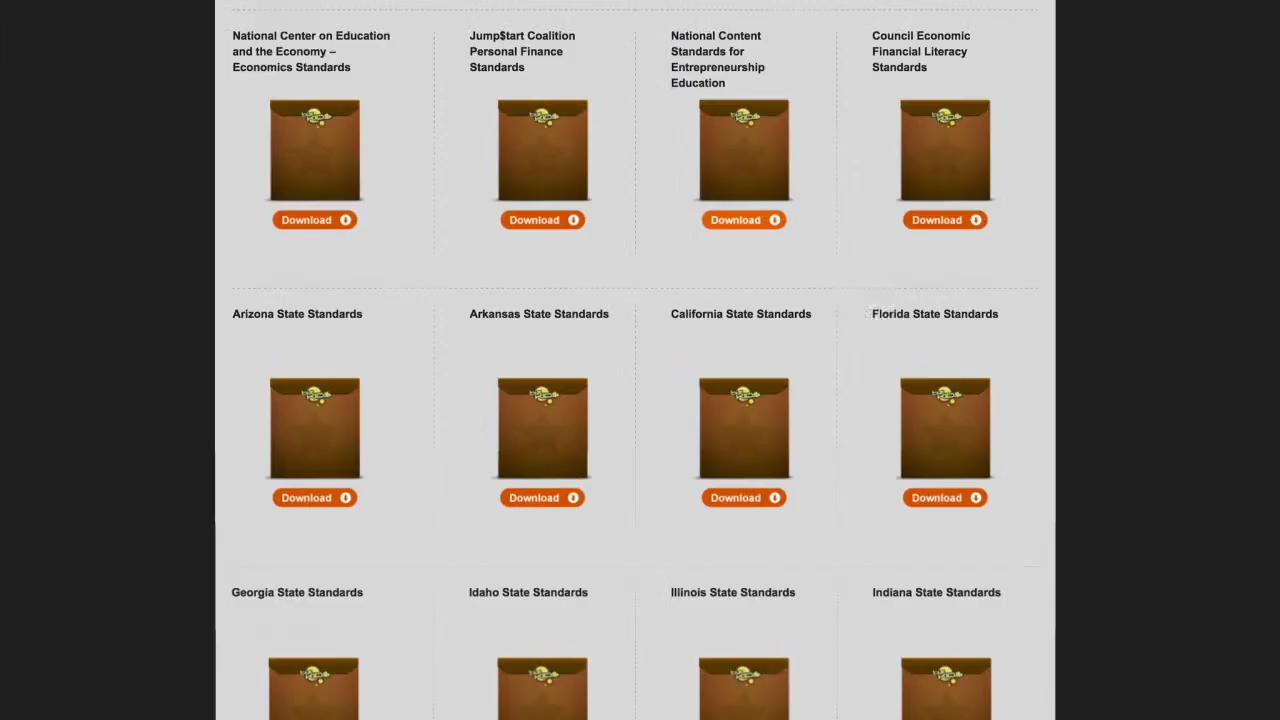 National Center on Education
and the Economy –
Economics Standards
Jump$tart Coalition
Personal Finance
Standards
National Content
Standards for
Entrepreneurship
Education
Council Economic
Financial Literacy
Standards
Download
Download
Download
Download
Arizona State Standards
Arkansas State Standards
California State Standards
Florida State Standards
Download
Download
Download
Download
Georgia State Standards
Idaho State Standards
Illinois State Standards
Indiana State Standards